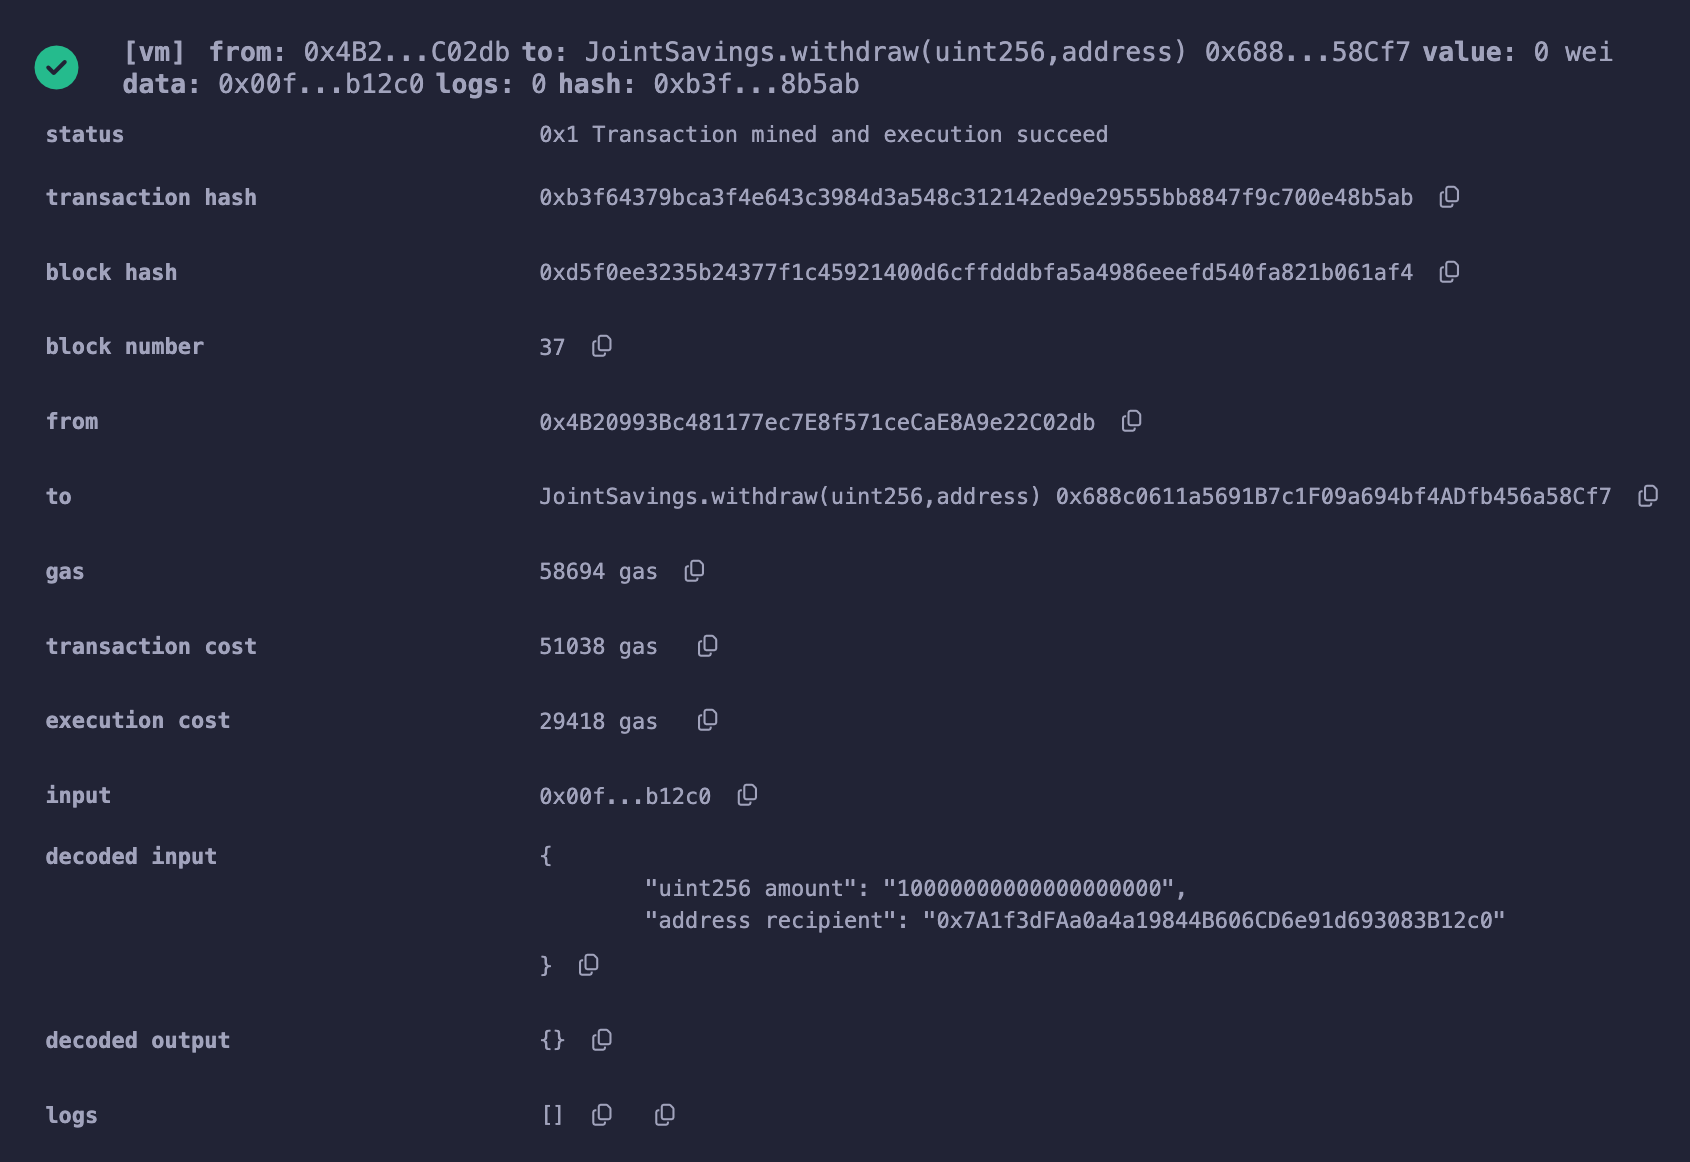 [vm] from: 0x4B2...C02db to: JointSavings.withdraw(uint256,address) 0x688...58Cf7 value: 0 wei
data: 0x00f...b12c0 logs: 0 hash: 0xb3f...8b5ab
status 0x1 Transaction mined and execution succeed
transaction hash 0xb3f64379bca3f4e643c3984d3a548c312142ed9e29555bb8847f9c700e48b5ab
block hash 0xd5f0ee3235b24377f1c45921400d6cffdddbfa5a4986eeefd540fa821b061af4
block number 37
from 0x4B20993Bc481177ec7E8f571ceCaE8A9e22C02db
to JointSavings.withdraw(uint256,address) 0x688c0611a5691B7c1F09a694bf4ADfb456a58Cf7
gas 58694 gas
transaction cost 51038 gas
execution cost 29418 gas
input 0x00f...b12c0
decoded input {
"uint256 amount": "10000000000000000000",
"address recipient": "0x7A1f3dFAa0a4a19844B606CD6e91d693083B12c0"
}
decoded output {}
logs []